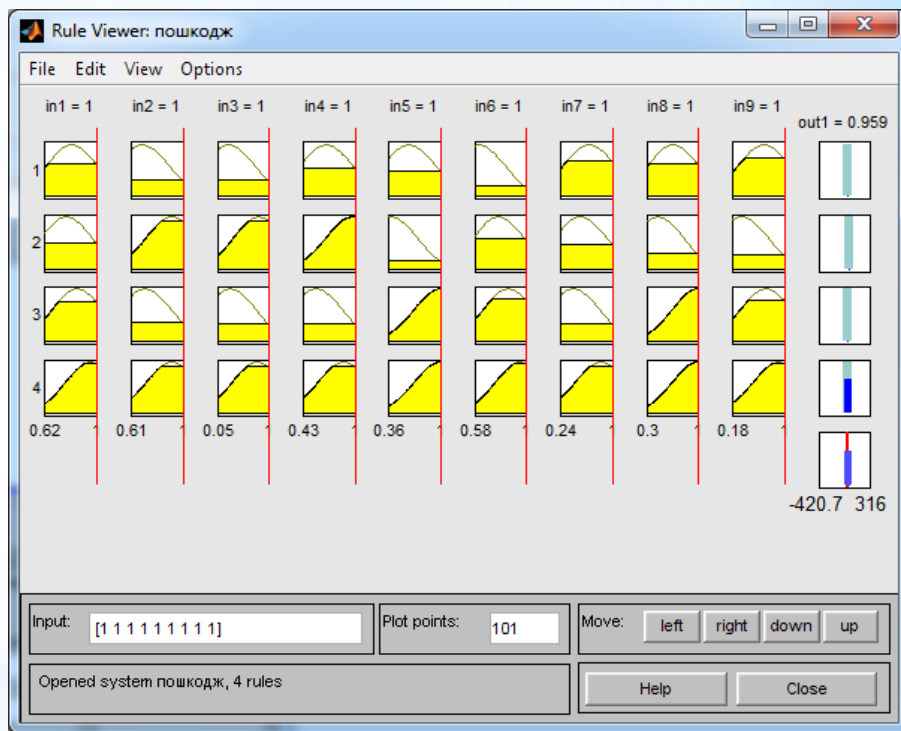 Rule Viewer: пошкодж
File Edit View Options
in1 = 1 in2 = 1 in3 = 1 in4 = 1 in5 = 1 in6 = 1 in7 = 1 in8 = 1 in9 = 1
out1 = 0.959
1
2
3
4
0.62 1 0.61 1 0.05 1 0.43 1 0.36 1 0.58 1 0.24 1 0.3 1 0.18 1
-420.7 316
Input: [1 1 1 1 1 1 1 1 1] Plot points: 101 Move: left right down up
Opened system пошкодж, 4 rules Help Close